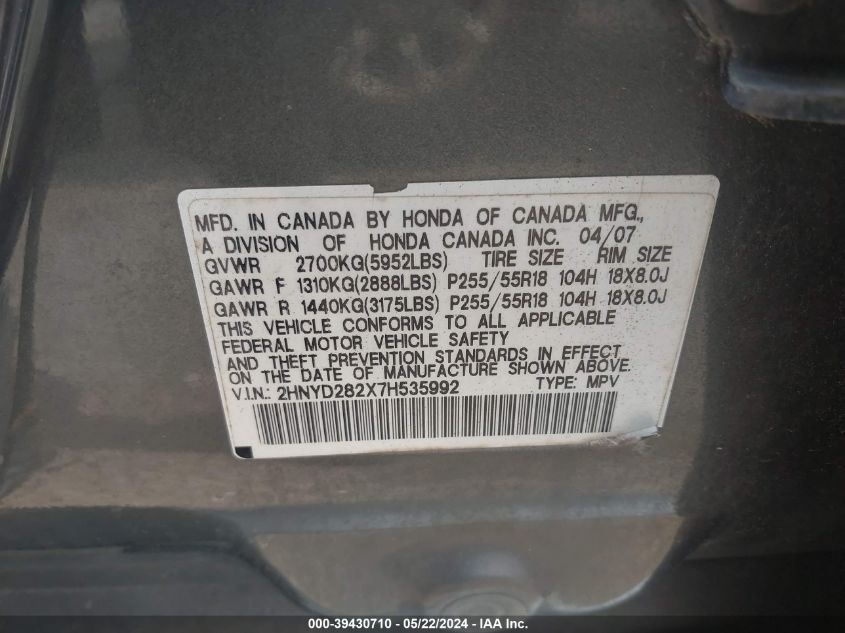 MFD. IN CANADA BY HONDA OF CANADA MFG.,
A DIVISION OF HONDA CANADA INC. 04/07
GVWR 2700KG(5952LBS) TIRE SIZE RIM SIZE
GAWR F 1310KG(2888LBS) P255/55R18 104H 18X8.0J
GAWR R 1440KG(3175LBS) P255/55R18 104H 18X8.0J
THIS VEHICLE CONFORMS TO ALL APPLICABLE
FEDERAL MOTOR VEHICLE SAFETY
AND THEFT PREVENTION STANDARDS IN EFFECT
ON THE DATE OF MANUFACTURE SHOWN ABOVE.
V.I.N.: 2HNYD282X7H535992 TYPE: MPV
000-39430710 - 05/22/2024 - IAA Inc.